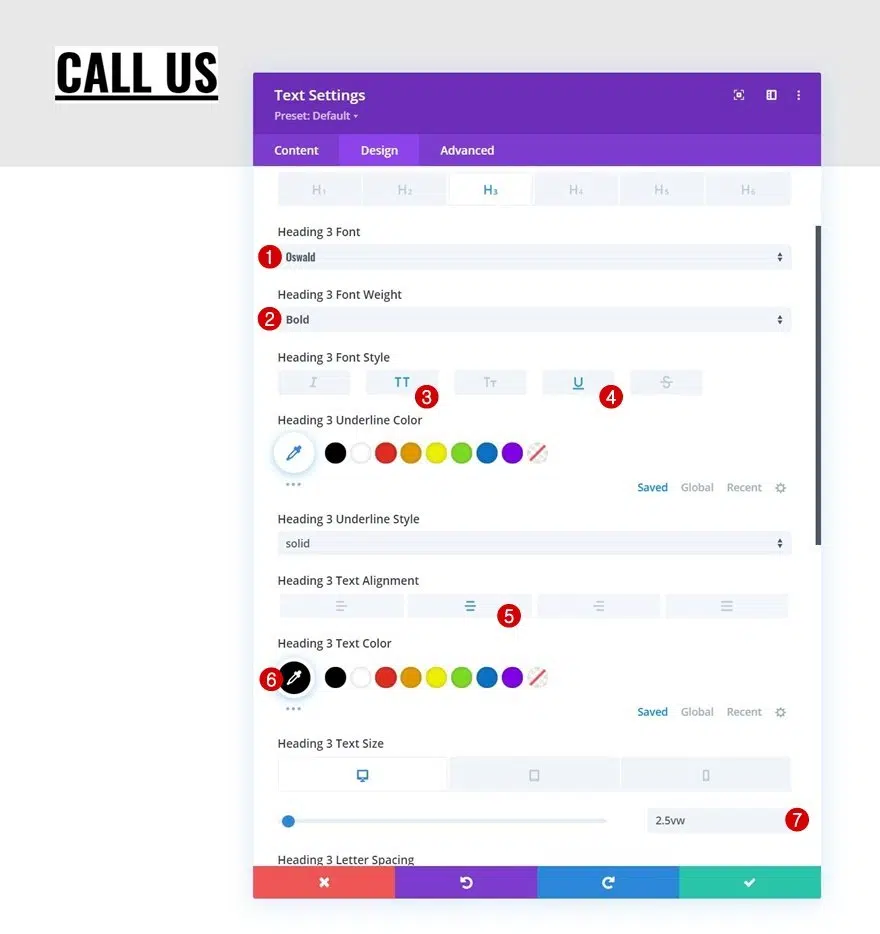 CALL US
Text Settings
Preset: Default
Content Design Advanced
H1 H2 H3 H4 H5 H6
Heading 3 Font
1 Oswald
Heading 3 Font Weight
2 Bold
Heading 3 Font Style
I TT Tт U S
3 4
Heading 3 Underline Color
Saved Global Recent
Heading 3 Underline Style
solid
Heading 3 Text Alignment
5
Heading 3 Text Color
6
Saved Global Recent
Heading 3 Text Size
2.5vw 7
Heading 3 Letter Spacing